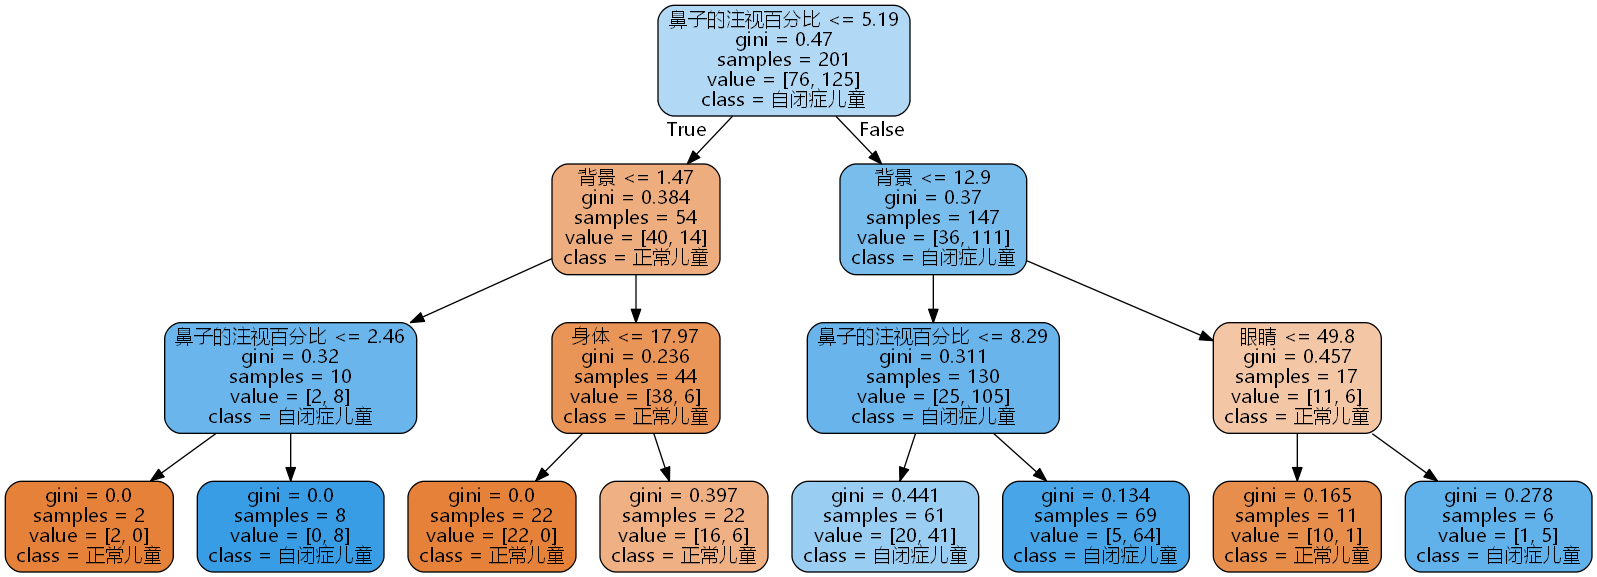 鼻子的注视百分比 <= 5.19
gini = 0.47
samples = 201
value = [76, 125]
class = 自闭症儿童
True
False
背景 <= 1.47
gini = 0.384
samples = 54
value = [40, 14]
class = 正常儿童
背景 <= 12.9
gini = 0.37
samples = 147
value = [36, 111]
class = 自闭症儿童
鼻子的注视百分比 <= 2.46
gini = 0.32
samples = 10
value = [2, 8]
class = 自闭症儿童
身体 <= 17.97
gini = 0.236
samples = 44
value = [38, 6]
class = 正常儿童
鼻子的注视百分比 <= 8.29
gini = 0.311
samples = 130
value = [25, 105]
class = 自闭症儿童
眼睛 <= 49.8
gini = 0.457
samples = 17
value = [11, 6]
class = 正常儿童
gini = 0.0
samples = 2
value = [2, 0]
class = 正常儿童
gini = 0.0
samples = 8
value = [0, 8]
class = 自闭症儿童
gini = 0.0
samples = 22
value = [22, 0]
class = 正常儿童
gini = 0.397
samples = 22
value = [16, 6]
class = 正常儿童
gini = 0.441
samples = 61
value = [20, 41]
class = 自闭症儿童
gini = 0.134
samples = 69
value = [5, 64]
class = 自闭症儿童
gini = 0.165
samples = 11
value = [10, 1]
class = 正常儿童
gini = 0.278
samples = 6
value = [1, 5]
class = 自闭症儿童